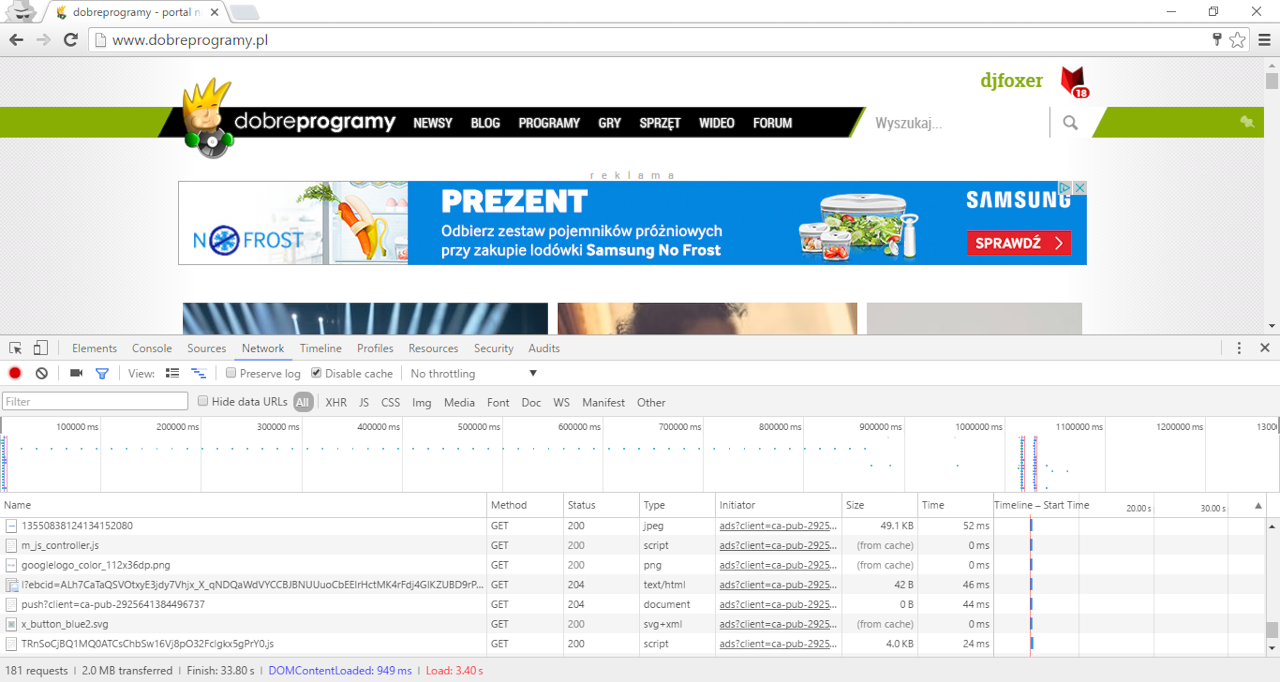 dobreprogramy - portal n
www.dobreprogramy.pl
djfoxer
18
dobreprogramy NEWSY BLOG PROGRAMY GRY SPRZĘT WIDEO FORUM Wyszukaj...
reklama
NO FROST
PREZENT
Odbierz zestaw pojemników próżniowych
przy zakupie lodówki Samsung No Frost
SAMSUNG
SPRAWDŹ
Elements Console Sources Network Timeline Profiles Resources Security Audits
View: Preserve log Disable cache No throttling
Filter Hide data URLs All XHR JS CSS Img Media Font Doc WS Manifest Other
100000 ms 200000 ms 300000 ms 400000 ms 500000 ms 600000 ms 700000 ms 800000 ms 900000 ms 1000000 ms 1100000 ms 1200000 ms
Name Method Status Type Initiator Size Time Timeline – Start Time 20.00 s 30.00 s
13550838124134152080 GET 200 jpeg ads?client=ca-pub-2925... 49.1 KB 52 ms
m_js_controller.js GET 200 script ads?client=ca-pub-2925... (from cache) 0 ms
googlelogo_color_112x36dp.png GET 200 png ads?client=ca-pub-2925... (from cache) 0 ms
GET 204 text/html ads?client=ca-pub-2925... 42 B 46 ms
push?client=ca-pub-2925641384496737 GET 204 document ads?client=ca-pub-2925... 0 B 44 ms
x_button_blue2.svg GET 200 svg+xml ads?client=ca-pub-2925... (from cache) 0 ms
TRnSoCjBQ1MQ0ATCsChbSw16Vj8pO32Fclgkx5gPrY0.js GET 200 script ads?client=ca-pub-2925... 4.0 KB 24 ms
181 requests | 2.0 MB transferred | Finish: 33.80 s | DOMContentLoaded: 949 ms | Load: 3.40 s